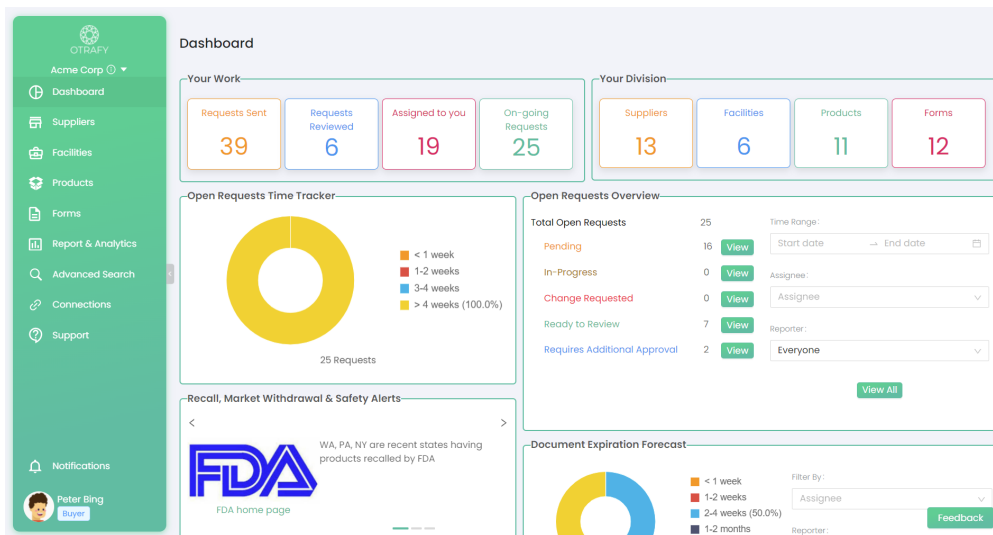 OTRAFY
Acme Corp
Dashboard
Suppliers
Facilities
Products
Forms
Report & Analytics
Advanced Search
Connections
Support
Notifications
Peter Bing
Buyer
Dashboard
Your Work
Requests Sent
39
Requests
Reviewed
6
Assigned to you
19
On-going
Requests
25
Your Division
Suppliers
13
Facilities
6
Products
11
Forms
12
Open Requests Time Tracker
< 1 week
1-2 weeks
3-4 weeks
> 4 weeks (100.0%)
25 Requests
Open Requests Overview
Total Open Requests 25
Pending 16 View
In-Progress 0 View
Change Requested 0 View
Ready to Review 7 View
Requires Additional Approval 2 View
Time Range:
Start date → End date
Assignee:
Assignee
Reporter:
Everyone
View All
Recall, Market Withdrawal & Safety Alerts
< >
FDA
WA, PA, NY are recent states having
products recalled by FDA
FDA home page
Document Expiration Forecast
< 1 week
1-2 weeks
2-4 weeks (50.0%)
1-2 months
Filter By:
Assignee
Reporter:
Feedback